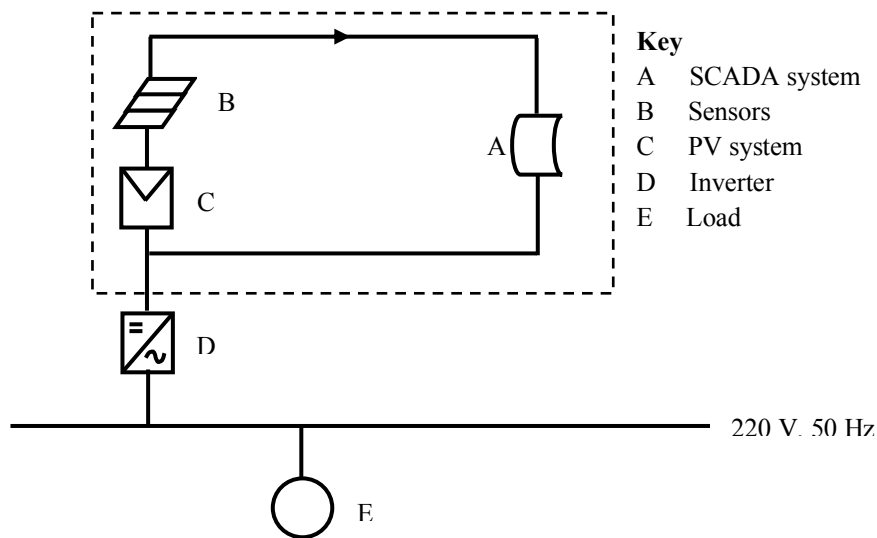 Key
A SCADA system
B Sensors
C PV system
D Inverter
E Load
B
A
C
D
220 V, 50 Hz
E